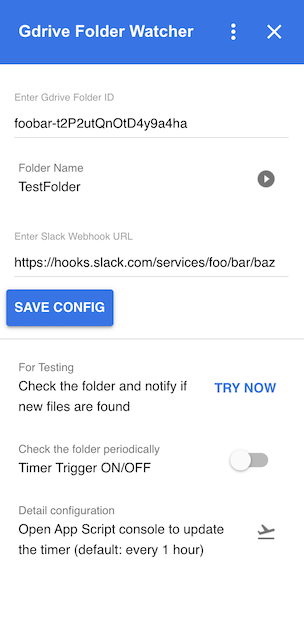 Gdrive Folder Watcher
Enter Gdrive Folder ID
foobar-t2P2utQnOtD4y9a4ha
Folder Name
TestFolder
Enter Slack Webhook URL
https://hooks.slack.com/services/foo/bar/baz
SAVE CONFIG
For Testing
Check the folder and notify if
new files are found
TRY NOW
Check the folder periodically
Timer Trigger ON/OFF
Detail configuration
Open App Script console to update
the timer (default: every 1 hour)